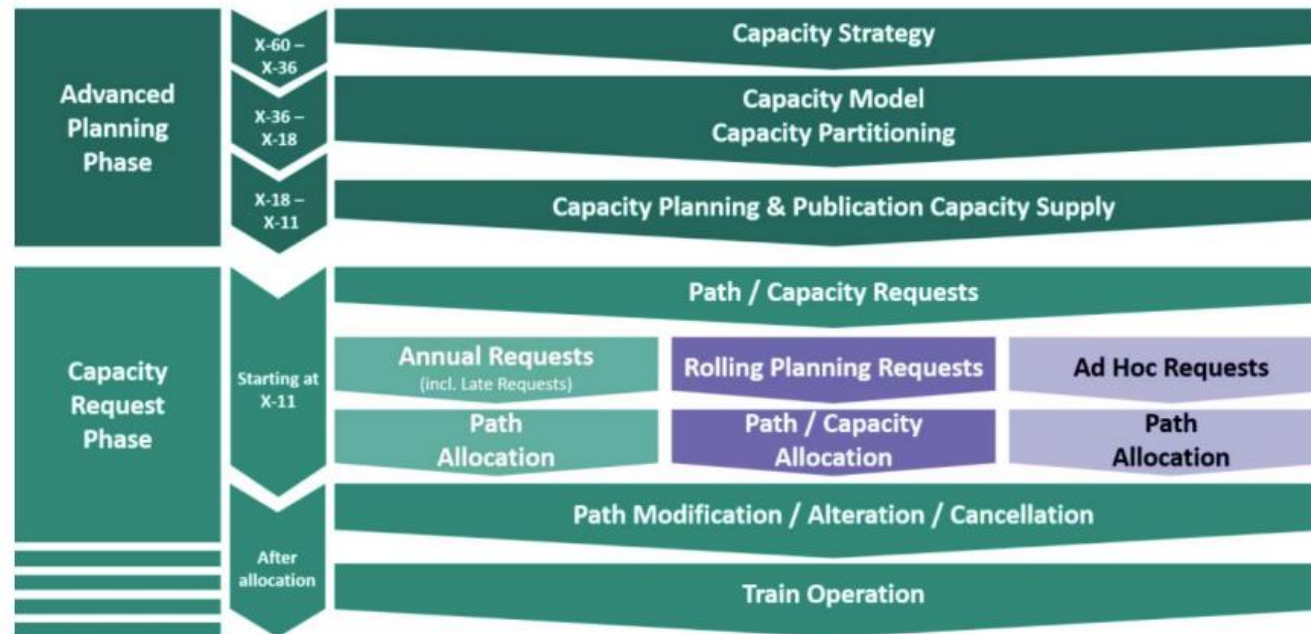 Advanced
Planning
Phase
X-60 –
X-36
Capacity Strategy
X-36 –
X-18
Capacity Model
Capacity Partitioning
X-18 –
X-11
Capacity Planning & Publication Capacity Supply
Capacity
Request
Phase
Starting at
X-11
Path / Capacity Requests
Annual Requests
(incl. Late Requests)
Rolling Planning Requests
Ad Hoc Requests
Path
Allocation
Path / Capacity
Allocation
Path
Allocation
After
allocation
Path Modification / Alteration / Cancellation
Train Operation